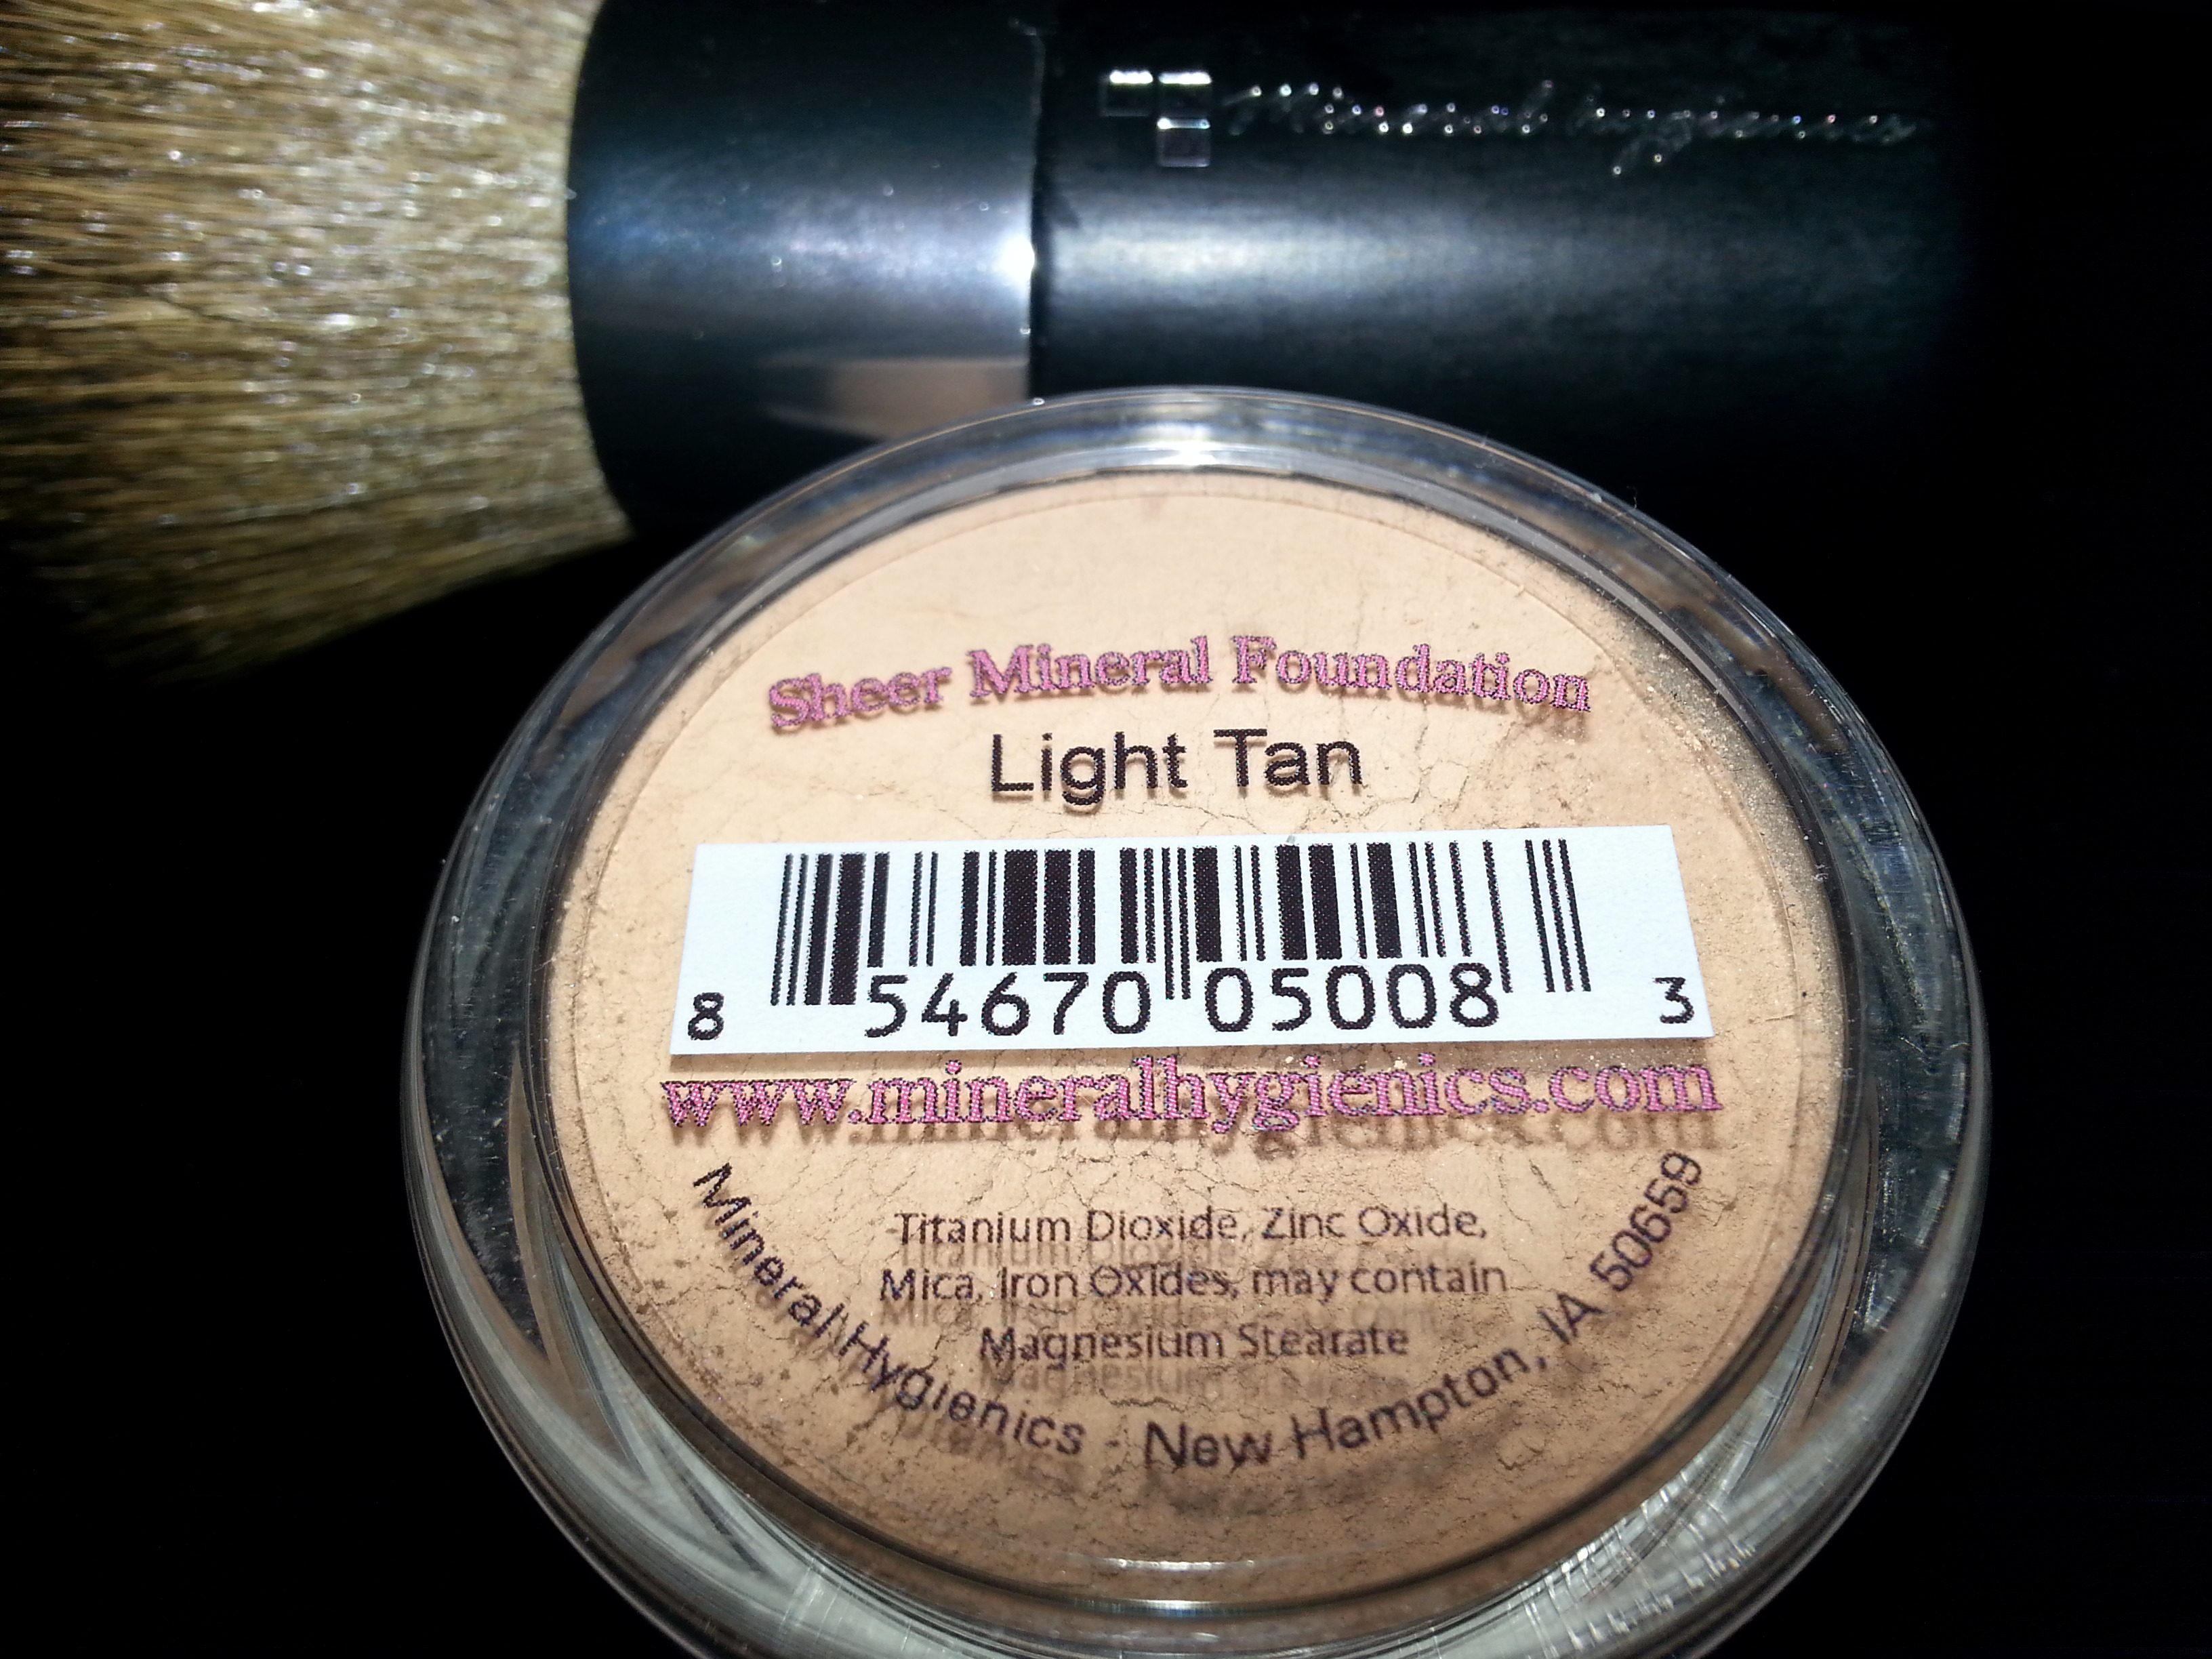 Mineral hygienics
Sheer Mineral Foundation
Light Tan
8 54670 05008 3
www.mineralhygienics.com
Titanium Dioxide, Zinc Oxide,
Mica, Iron Oxides, may contain
Magnesium Stearate
Mineral Hygienics - New Hampton, IA 50659